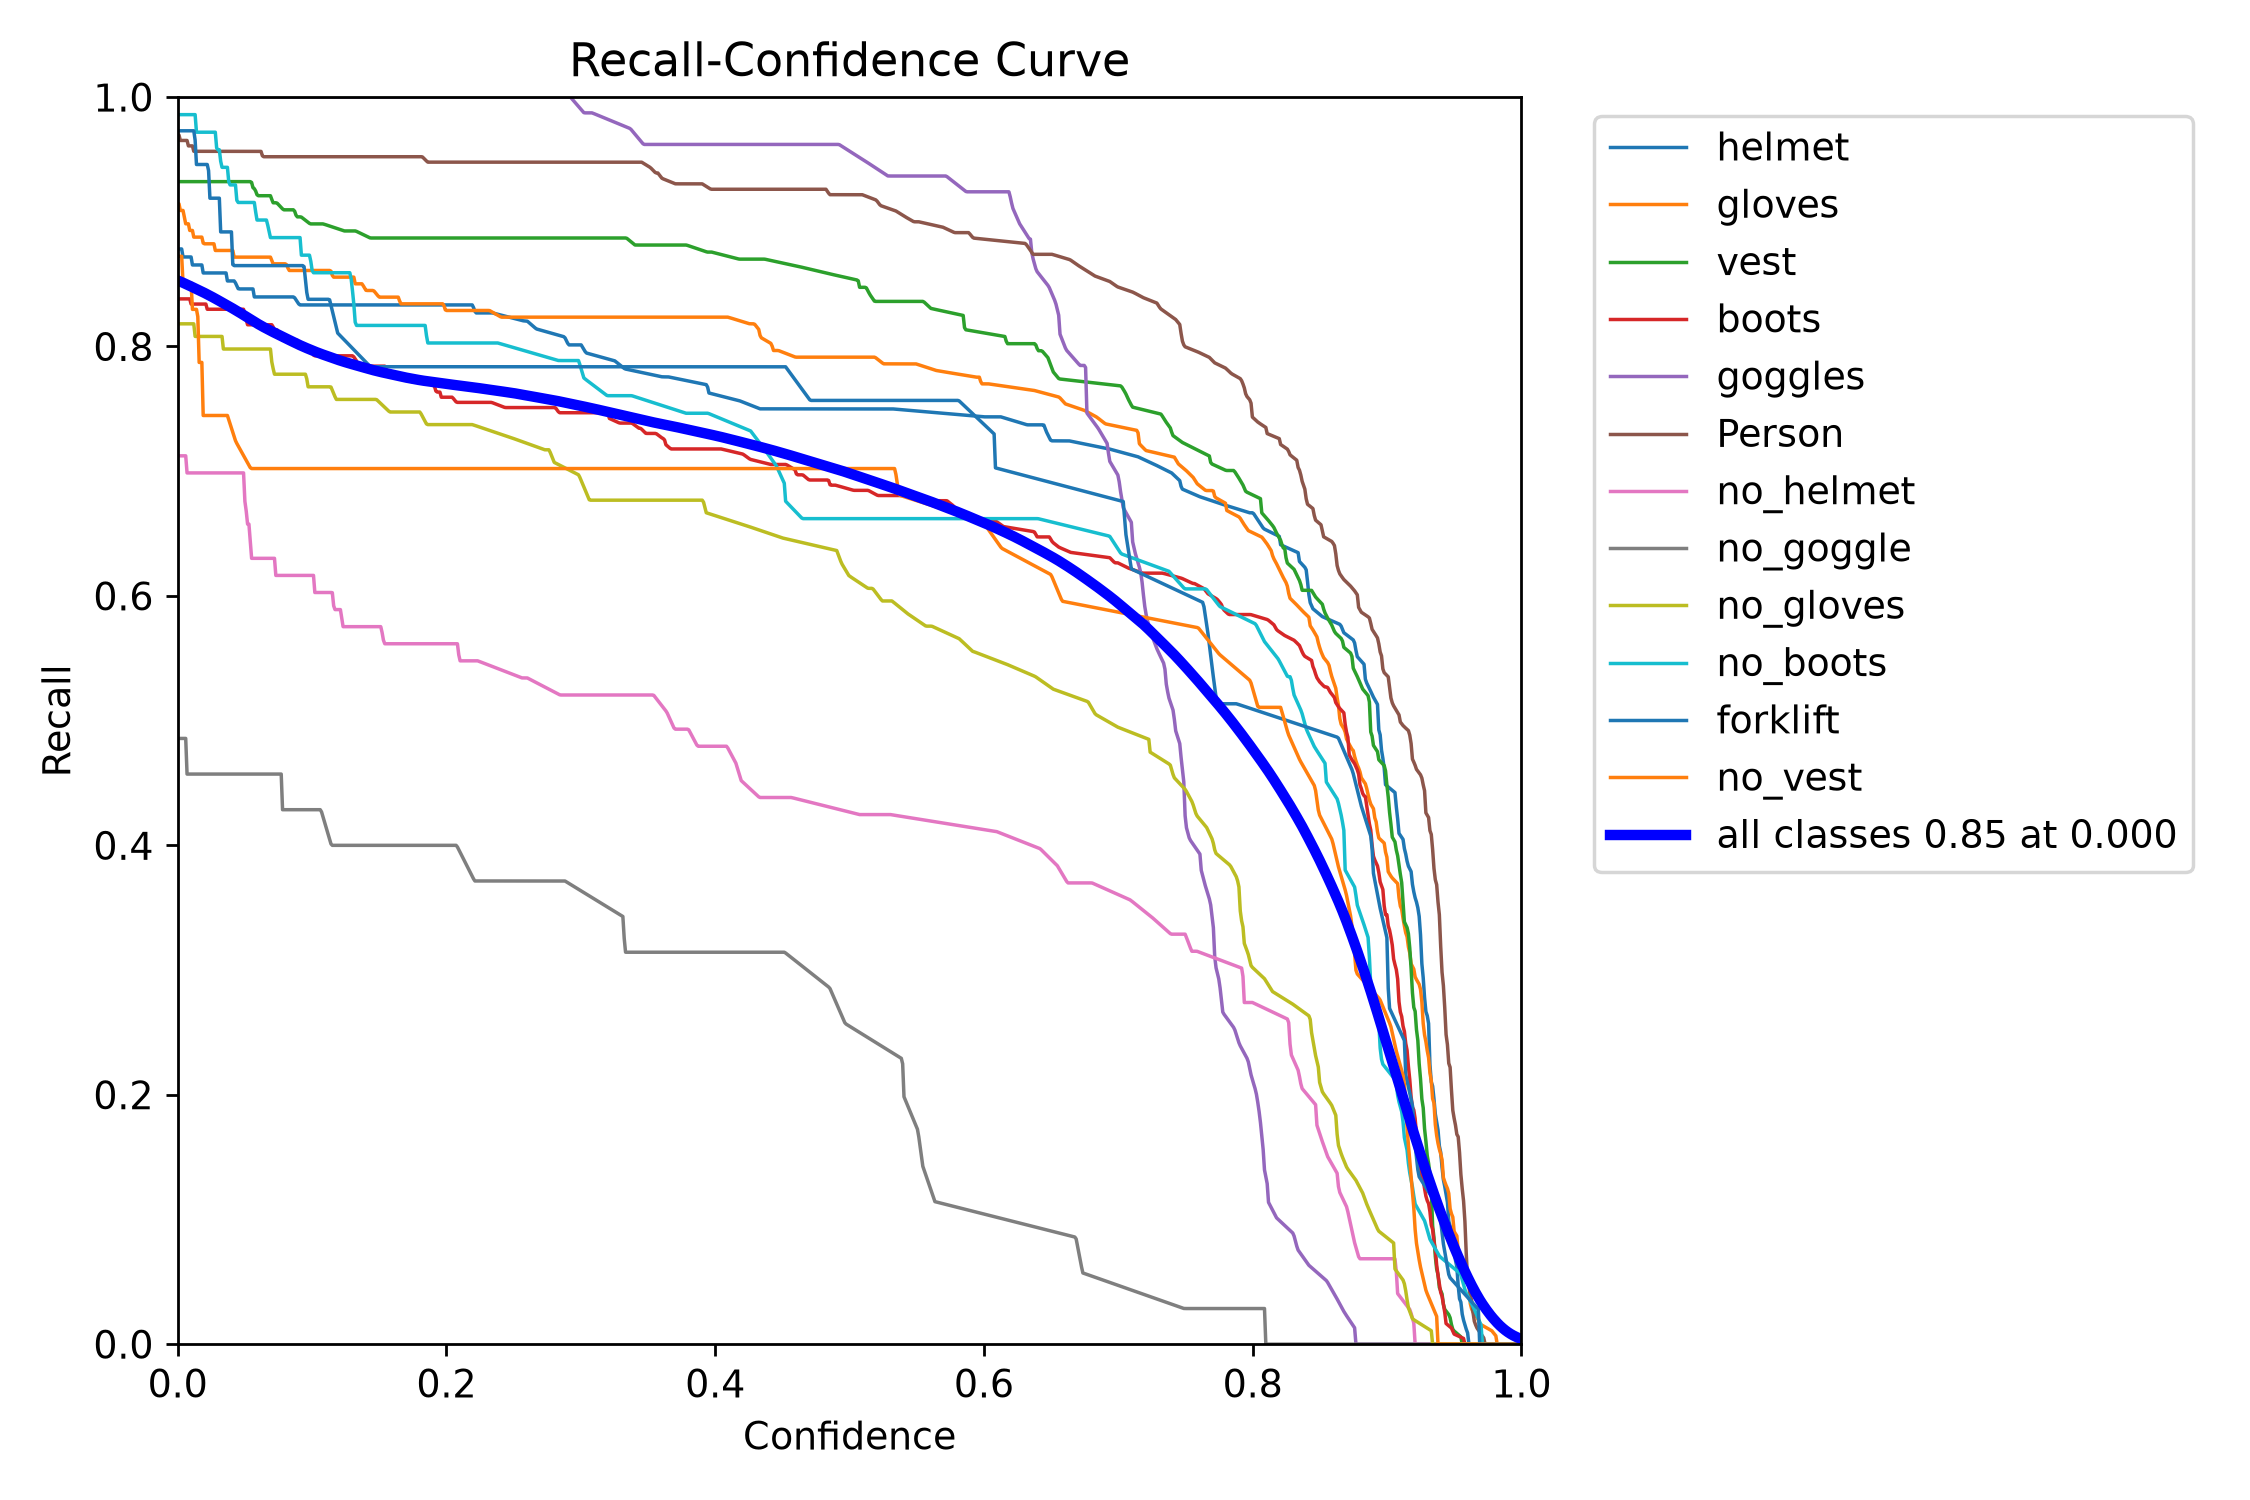 Recall-Confidence Curve
1.0
0.8
0.6
0.4
0.2
0.0
Recall
0.0 0.2 0.4 0.6 0.8 1.0
Confidence
helmet
gloves
vest
boots
goggles
Person
no_helmet
no_goggle
no_gloves
no_boots
forklift
no_vest
all classes 0.85 at 0.000